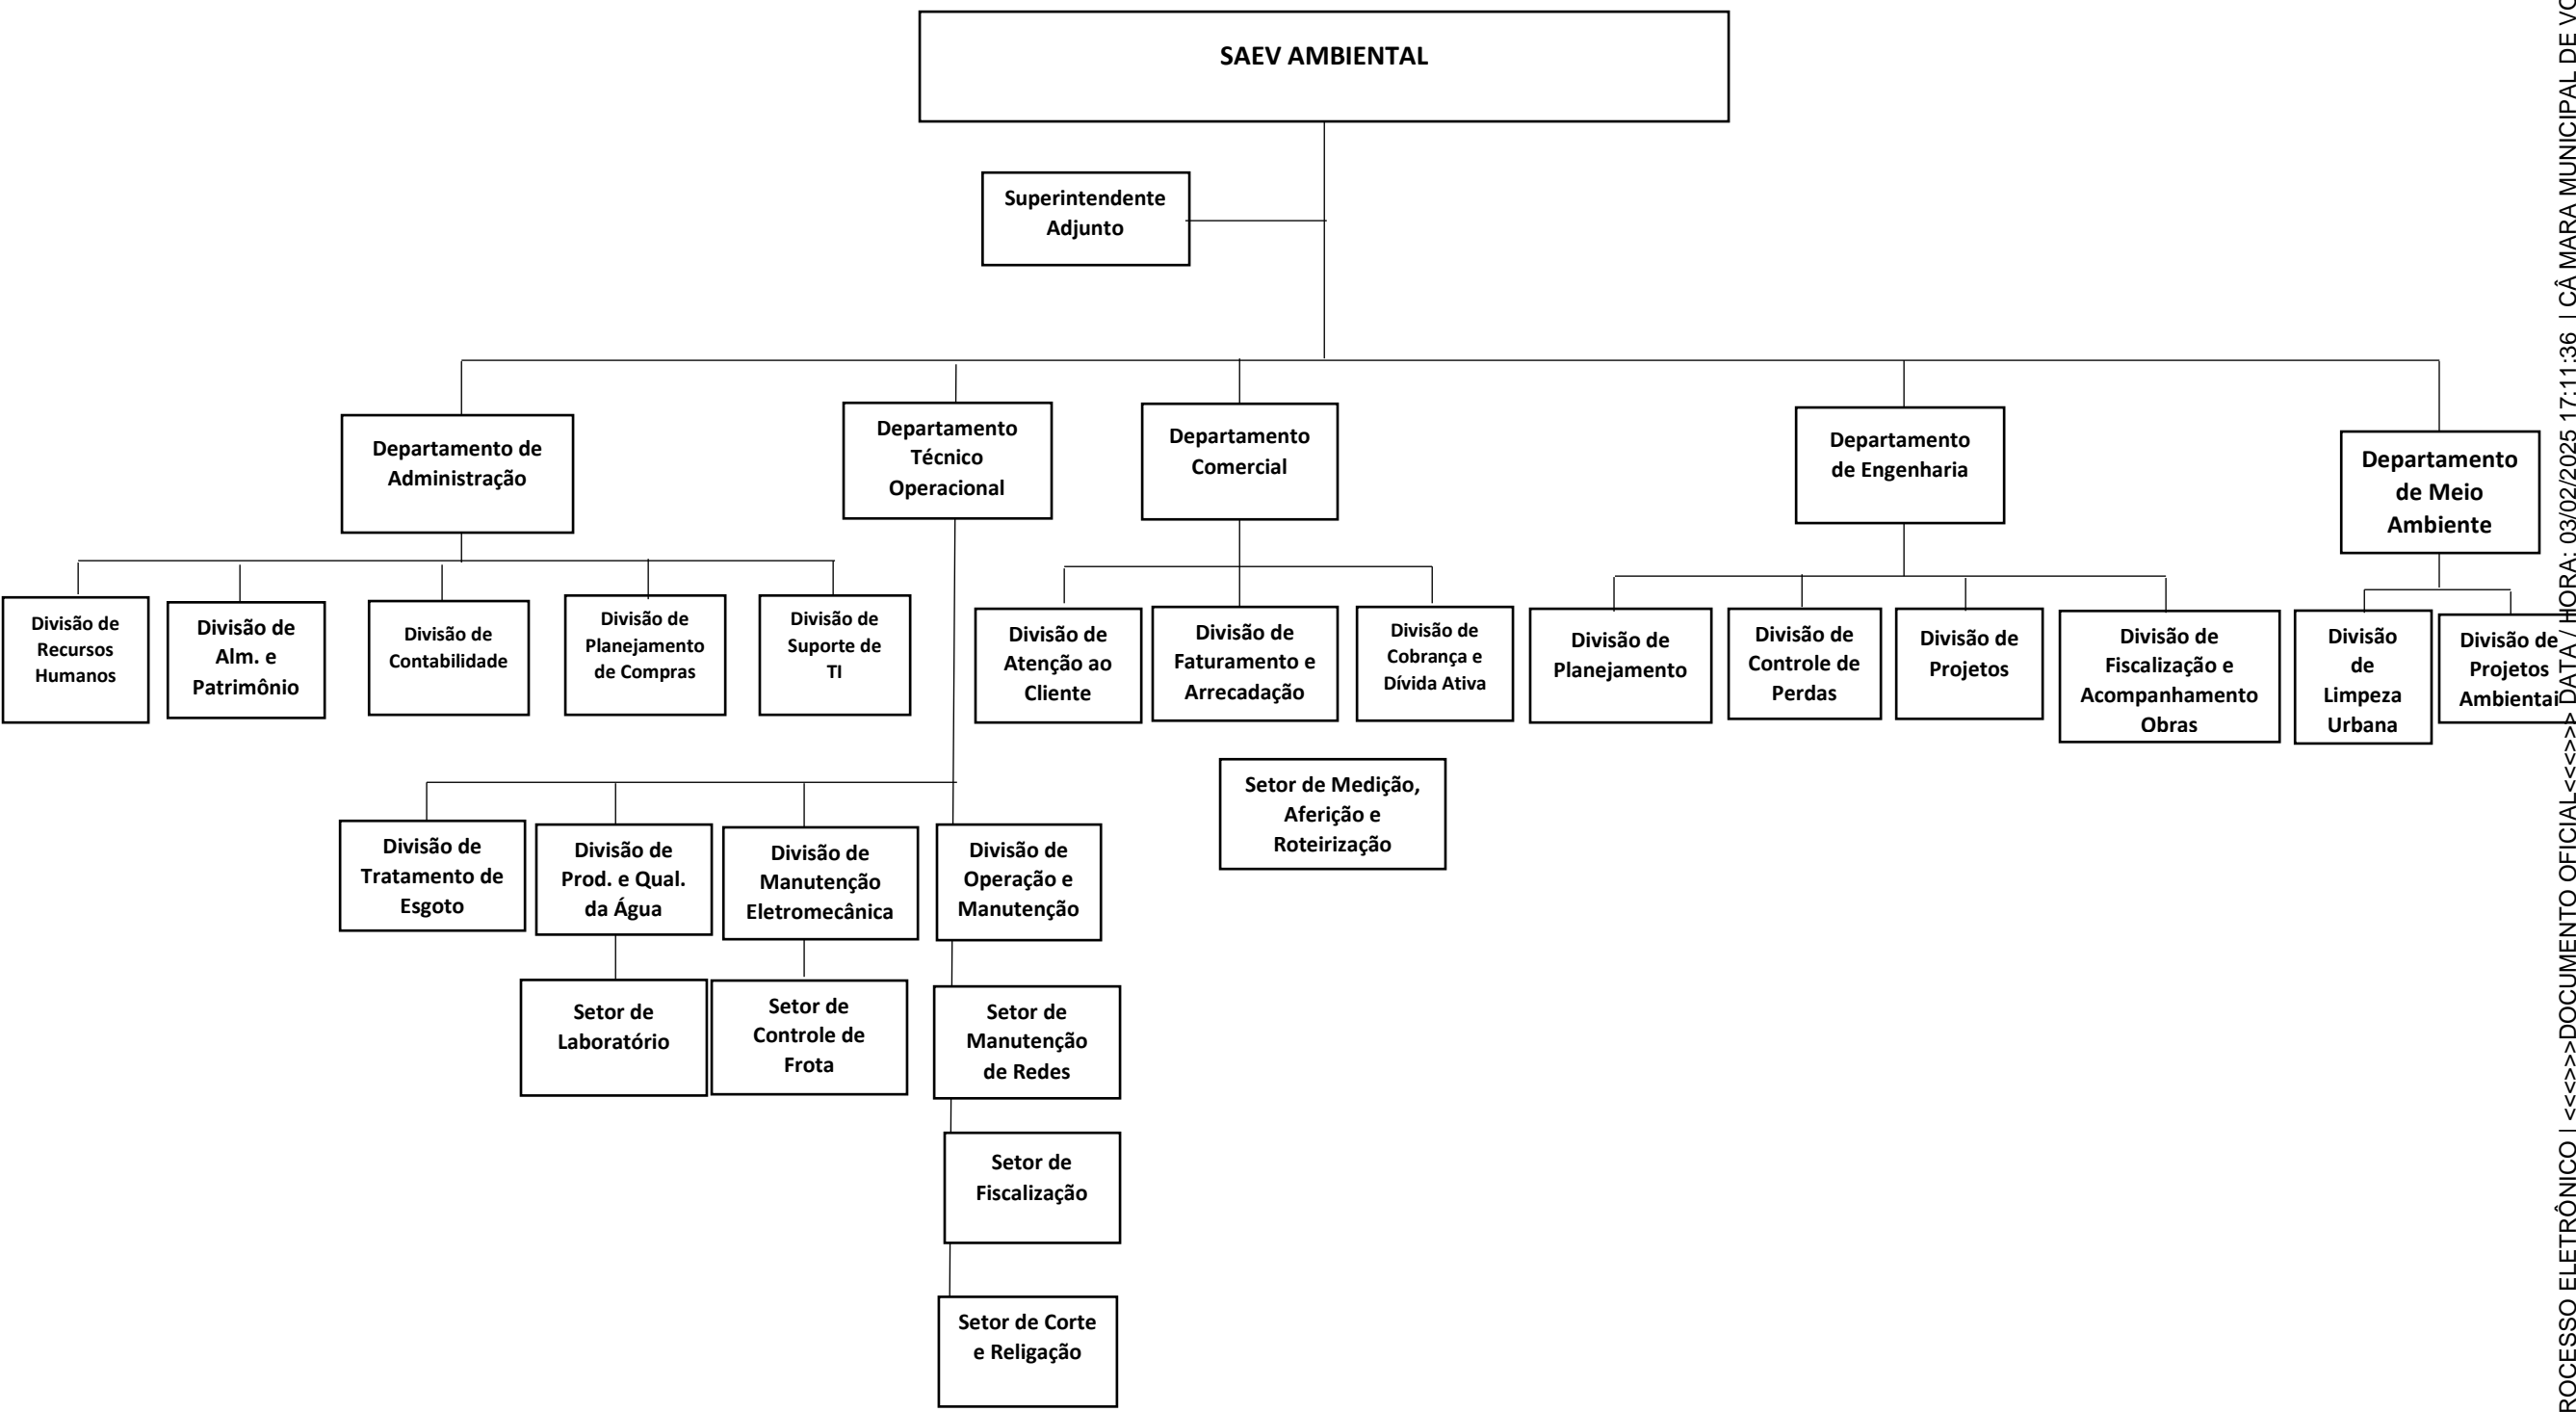 SAEV AMBIENTAL
Superintendente
Adjunto
Departamento de
Administração
Departamento
Técnico
Operacional
Departamento
Comercial
Departamento
de Engenharia
Departamento
de Meio
Ambiente
Divisão de
Recursos
Humanos
Divisão de
Alm. e
Patrimônio
Divisão de
Contabilidade
Divisão de
Planejamento
de Compras
Divisão de
Suporte de
TI
Divisão de
Atenção ao
Cliente
Divisão de
Faturamento e
Arrecadação
Divisão de
Cobrança e
Dívida Ativa
Divisão de
Planejamento
Divisão de
Controle de
Perdas
Divisão de
Projetos
Divisão de
Fiscalização e
Acompanhamento
Obras
Divisão
de
Limpeza
Urbana
Divisão de
Projetos
Ambientai
Setor de Medição,
Aferição e
Roteirização
Divisão de
Tratamento de
Esgoto
Divisão de
Prod. e Qual.
da Água
Divisão de
Manutenção
Eletromecânica
Divisão de
Operação e
Manutenção
Setor de
Laboratório
Setor de
Controle de
Frota
Setor de
Manutenção
de Redes
Setor de
Fiscalização
Setor de Corte
e Religação
ROCESSO ELETRÔNICO | <<<>>>DOCUMENTO OFICIAL<<<>>> DATA / HORA: 03/02/2025 17:11:36 | CÂMARA MUNICIPAL DE